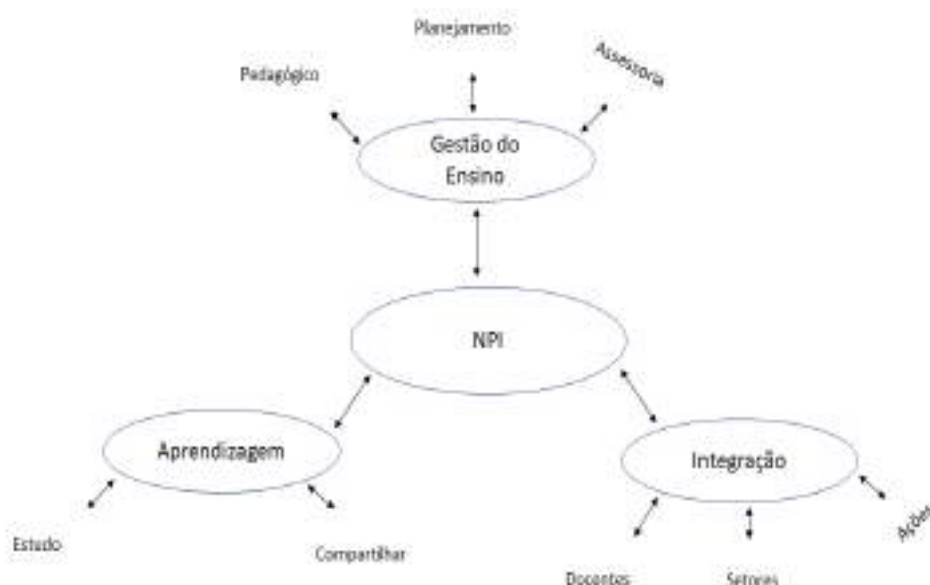 Planejamento
Assessoria
Pedagógico
Gestão do
Ensino
NPI
Aprendizagem
Integração
Estudo
Compartilhar
Ações
Docentes
Setores